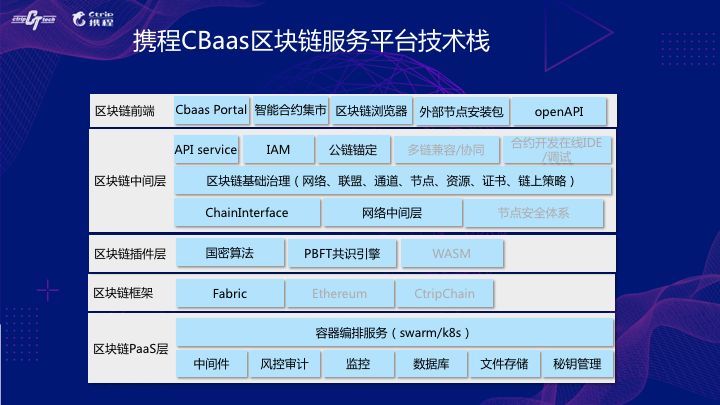 ctrip CT tech
Ctrip
携程
携程CBaas区块链服务平台技术栈
区块链前端
Cbaas Portal
智能合约集市
区块链浏览器
外部节点安装包
openAPI
区块链中间层
API service
IAM
公链锚定
多链兼容/协同
合约开发在线IDE
/调试
区块链基础治理（网络、联盟、通道、节点、资源、证书、链上策略）
ChainInterface
网络中间层
节点安全体系
区块链插件层
国密算法
PBFT共识引擎
WASM
区块链框架
Fabric
Ethereum
CtripChain
区块链PaaS层
容器编排服务（swarm/k8s）
中间件
风控审计
监控
数据库
文件存储
秘钥管理